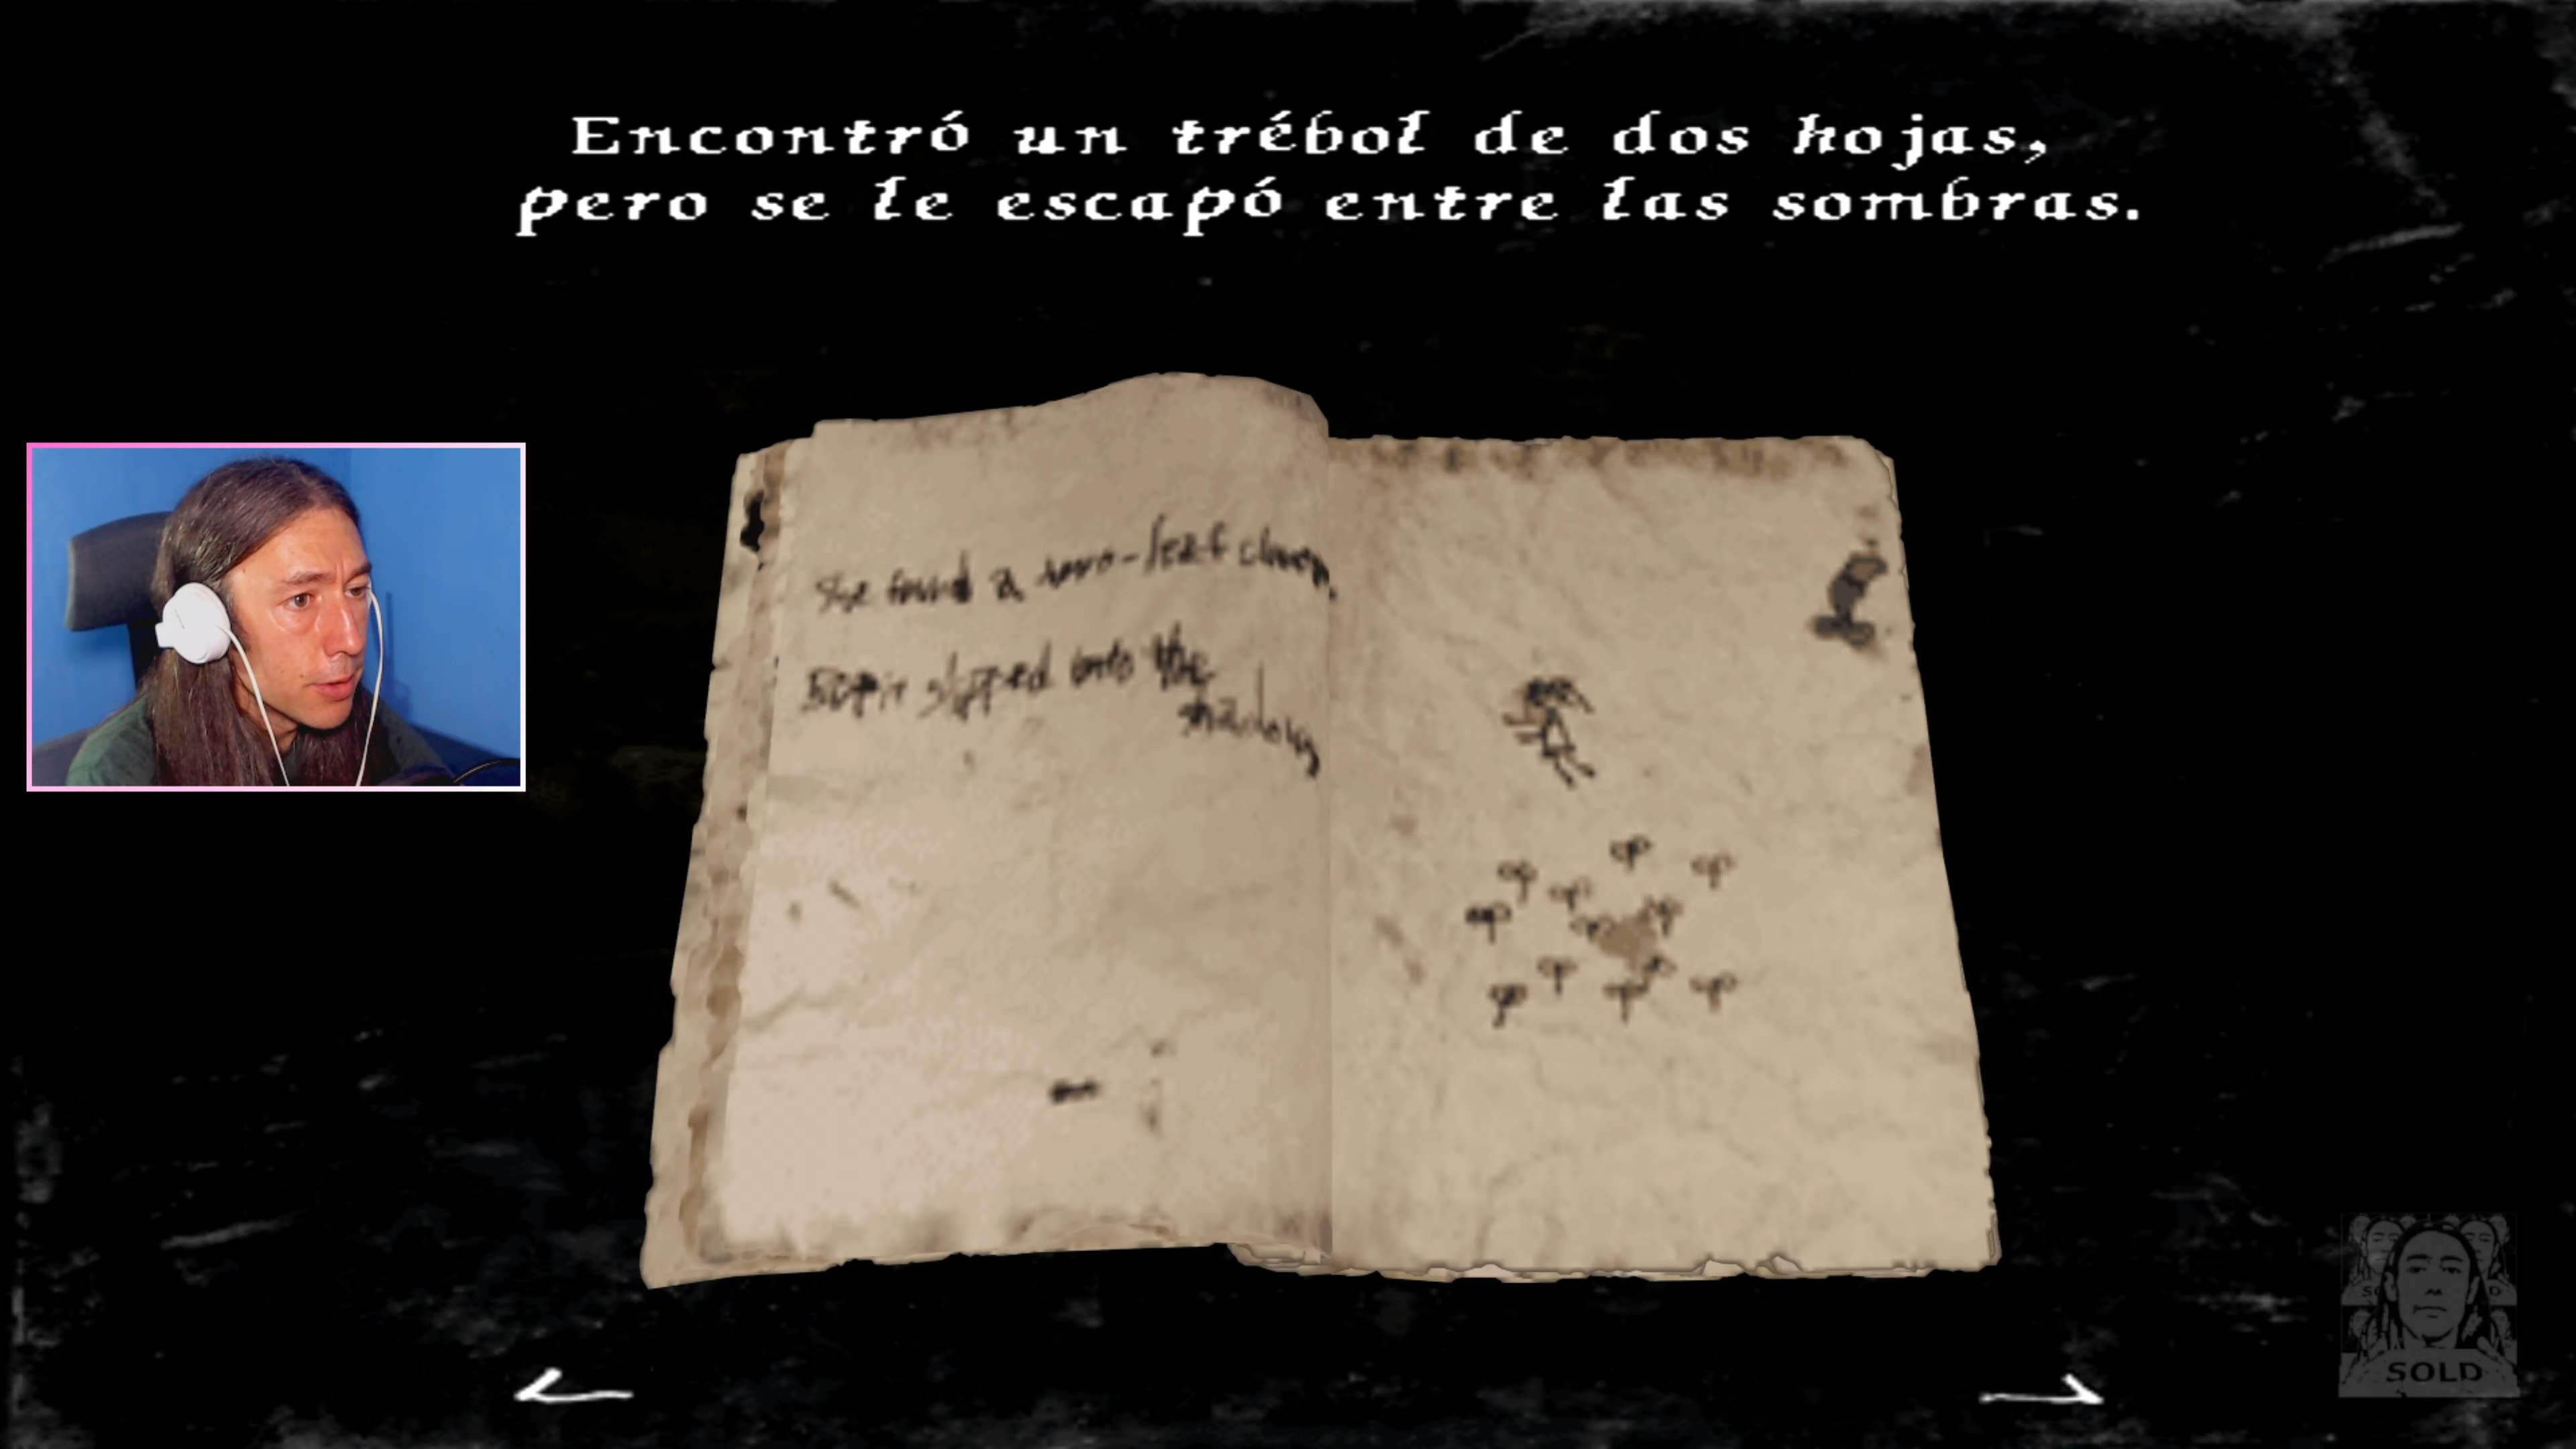 Encontró un trébol de dos hojas,
pero se le escapó entre las sombras.
She found a two-leaf clover,
slipped into the
shadows
SOLD